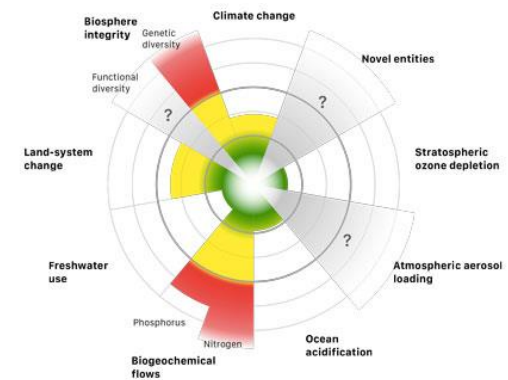 Climate change
Biosphere
integrity
Genetic
diversity
Functional
diversity
?
?
Novel entities
Land-system
change
Stratospheric
ozone depletion
?
Freshwater
use
Atmospheric aerosol
loading
Phosphorus
Nitrogen
Biogeochemical
flows
Ocean
acidification